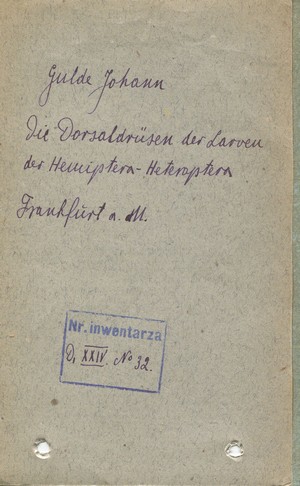 Gulde Johann
Die Dorsaldrüsen der Larven
der Hemiptera-Heteroptera
Frankfurt a. M.
Nr. inwentarza
D. XXIV. No 32.